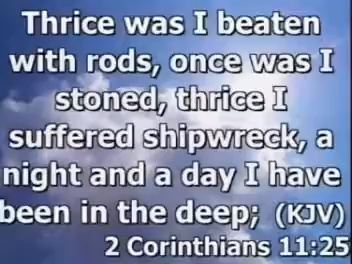 Thrice was I beaten
with rods, once was I
stoned, thrice I
suffered shipwreck, a
night and a day I have
been in the deep; (KJV)
2 Corinthians 11:25